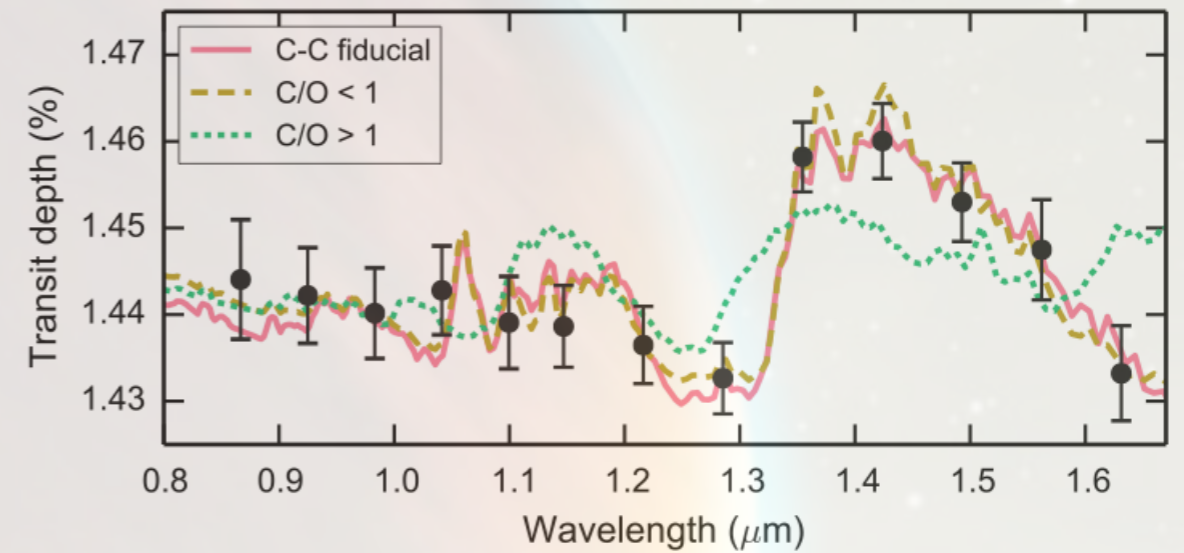 C-C fiducial
C/O < 1
C/O > 1
Transit depth (%)
1.47
1.46
1.45
1.44
1.43
0.8 0.9 1.0 1.1 1.2 1.3 1.4 1.5 1.6
Wavelength (μm)